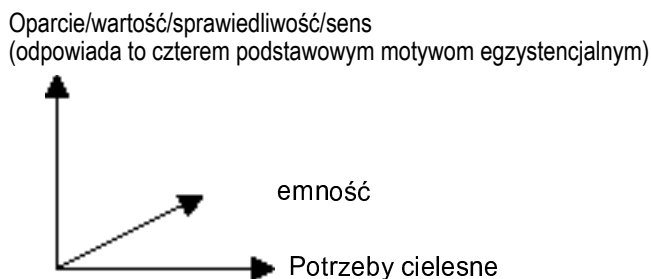 Oparcie/wartość/sprawiedliwość/sens
(odpowiada to czterem podstawowym motywom egzystencjalnym)
emność
Potrzeby cielesne